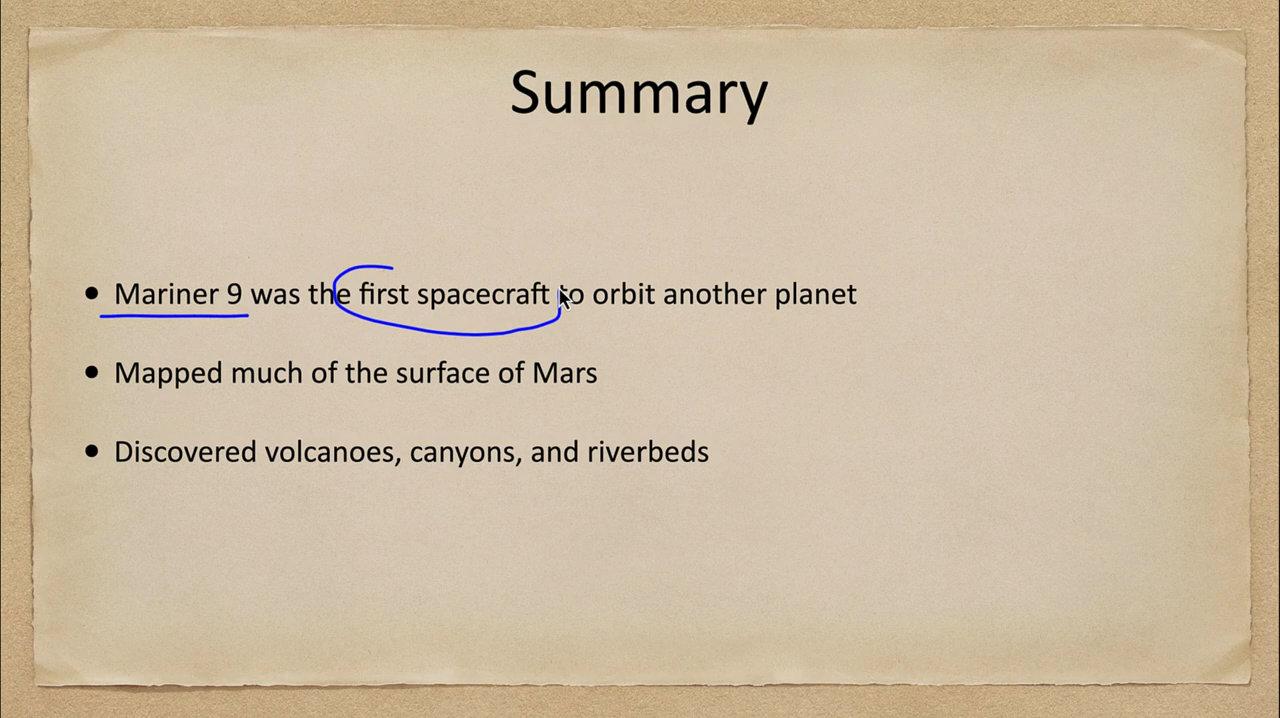 Summary
• Mariner 9 was the first spacecraft to orbit another planet
• Mapped much of the surface of Mars
• Discovered volcanoes, canyons, and riverbeds